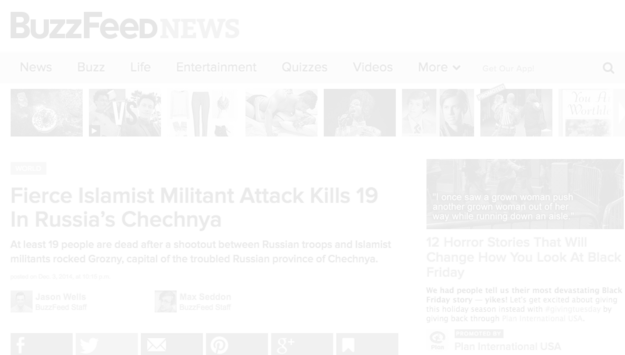 BuzzFeed NEWS
News Buzz Life Entertainment Quizzes Videos More Get Our App!
VS
Fierce Islamist Militant Attack Kills 19
In Russia's Chechnya
At least 19 people are dead after a shootout between Russian troops and Islamist
militants rocked Grozny, capital of the troubled Russian province of Chechnya.
Jason Wells
BuzzFeed Staff
Max Seddon
BuzzFeed Staff
"I once saw a grown woman push
another grown woman out of her
way while running down an aisle."
12 Horror Stories That Will
Change How You Look At Black
Friday
We had people tell us their most devastating Black
Friday story — yikes! Let's get excited about giving
this holiday season instead with #givingtuesday by
giving back through Plan International USA.
Plan International USA